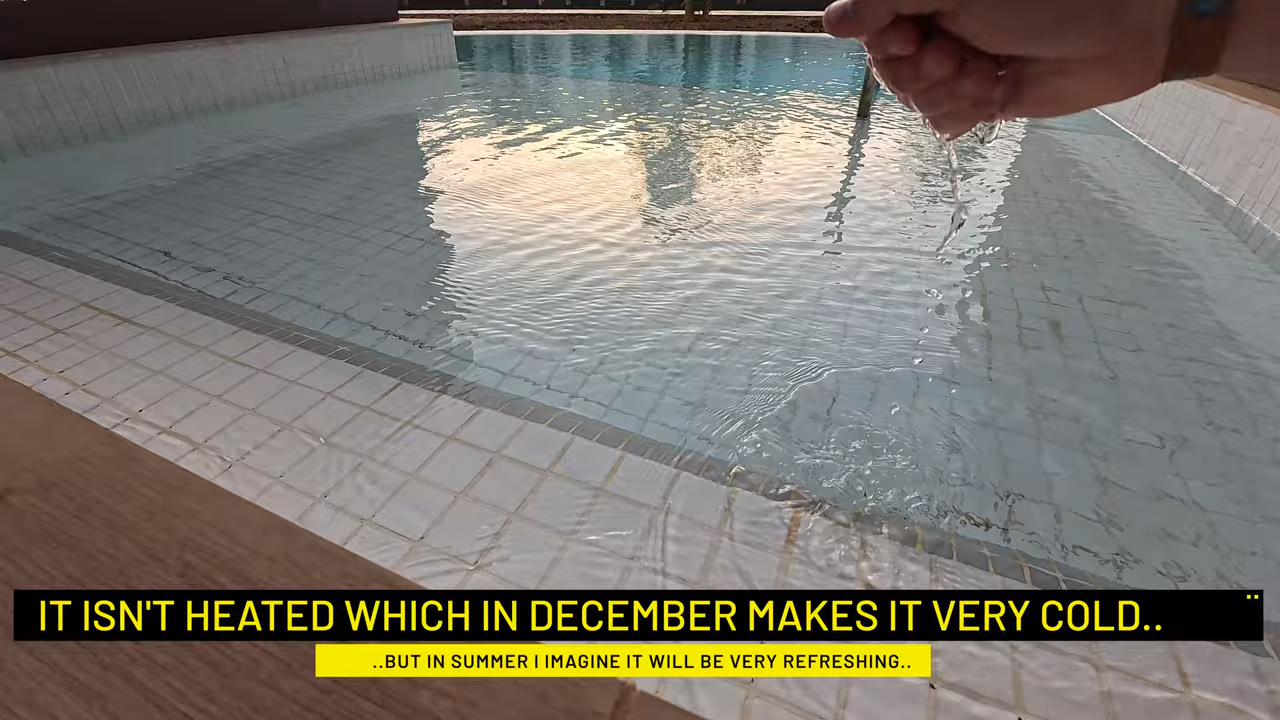 IT ISN'T HEATED WHICH IN DECEMBER MAKES IT VERY COLD..
..BUT IN SUMMER I IMAGINE IT WILL BE VERY REFRESHING..